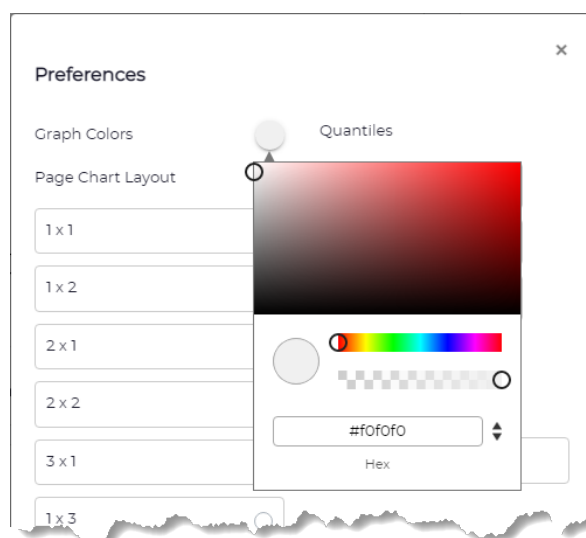 ×
Preferences
Graph Colors
Quantiles
Page Chart Layout
1 x 1
1 x 2
2 x 1
2 x 2
#f0f0f0
3 x 1
Hex
1 x 3